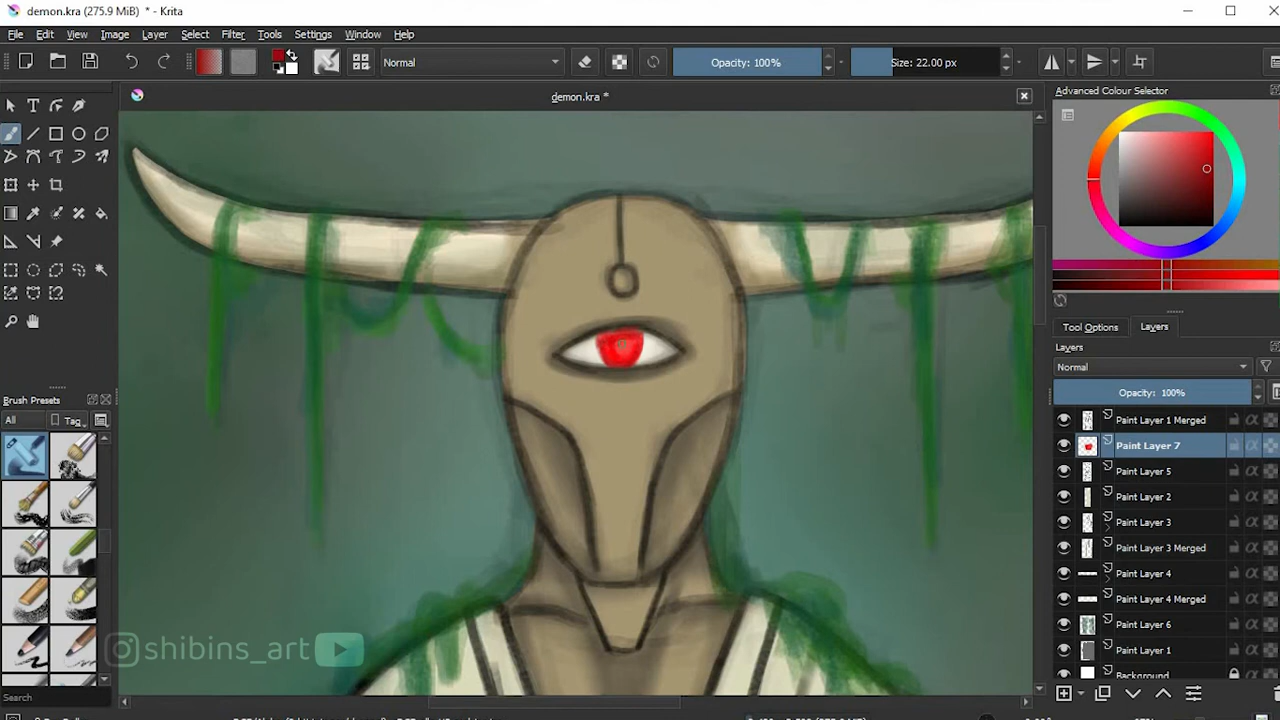 demon.kra (275.9 MiB) * - Krita
File Edit View Image Layer Select Filter Tools Settings Window Help
Normal
Opacity: 100%
Size: 22.00 px
demon.kra *
Advanced Colour Selector
Tool Options Layers
Layers
Normal
Opacity: 100%
Paint Layer 1 Merged
Paint Layer 7
Paint Layer 5
Paint Layer 2
Paint Layer 3
Paint Layer 3 Merged
Paint Layer 4
Paint Layer 4 Merged
Paint Layer 6
Paint Layer 1
Background
Brush Presets
All Tag
shibins_art
Search